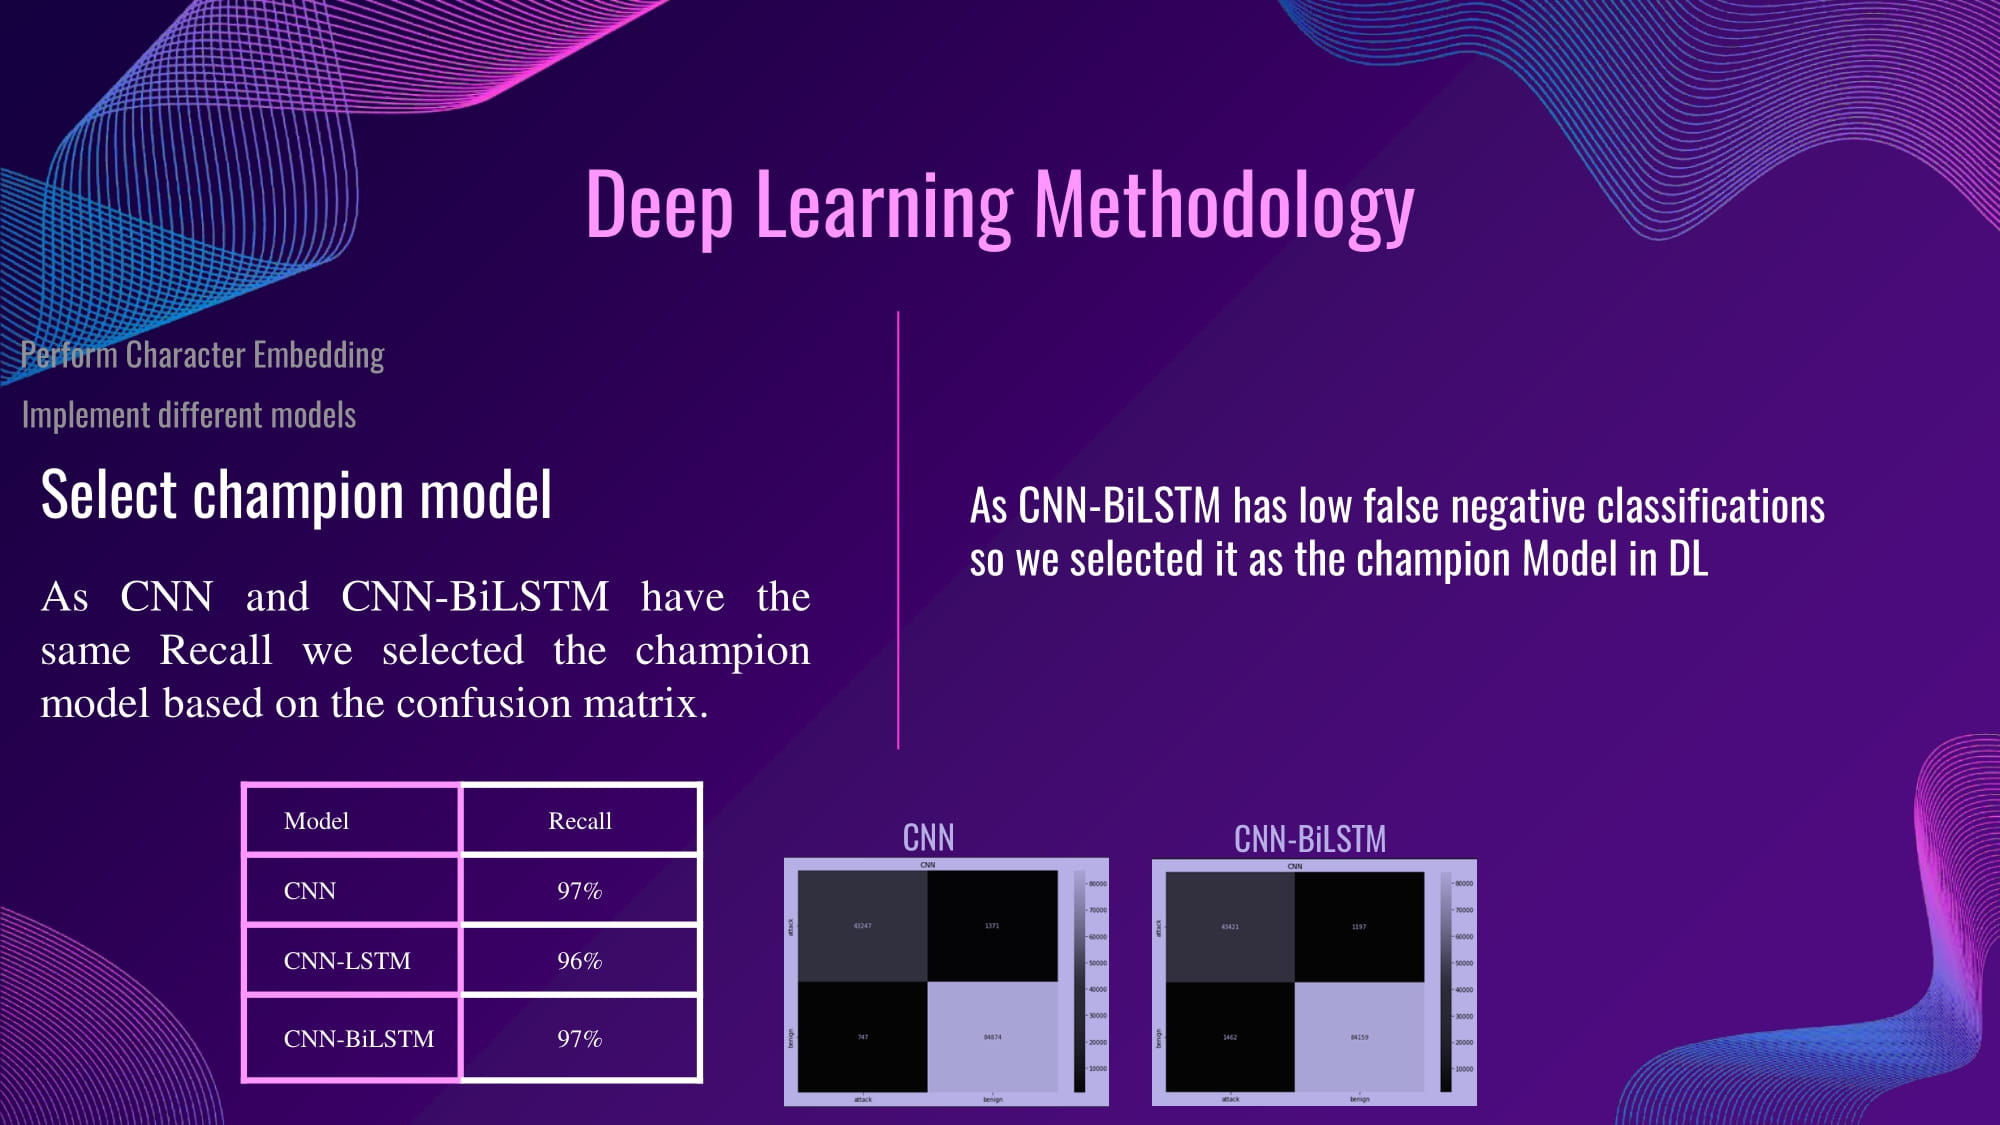 Deep Learning Methodology
Perform Character Embedding
Implement different models
Select champion model
As CNN and CNN-BiLSTM have the
same Recall we selected the champion
model based on the confusion matrix.
As CNN-BiLSTM has low false negative classifications
so we selected it as the champion Model in DL
Model Recall
CNN 97%
CNN-LSTM 96%
CNN-BiLSTM 97%
CNN
CNN
attack
43247 1371
benign
747 84874
attack benign
80000
70000
60000
50000
40000
30000
20000
10000
CNN-BiLSTM
CNN
attack
43421 1197
benign
1462 84159
attack benign
80000
70000
60000
50000
40000
30000
20000
10000